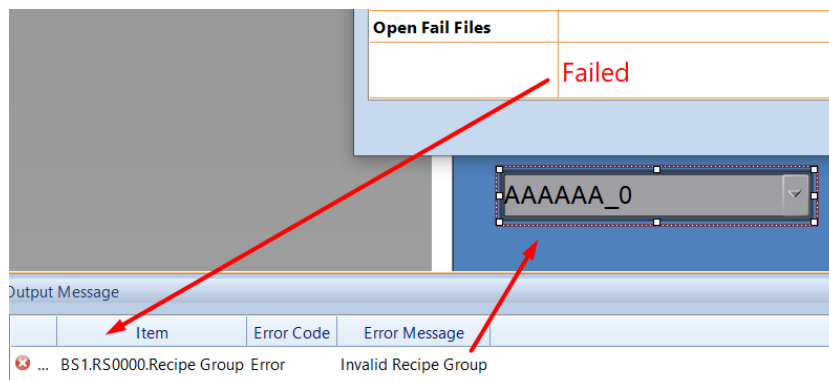 Open Fail Files
Failed
AAAAAA_0
Output Message
Item Error Code Error Message
... BS1.RS0000.Recipe Group Error Invalid Recipe Group